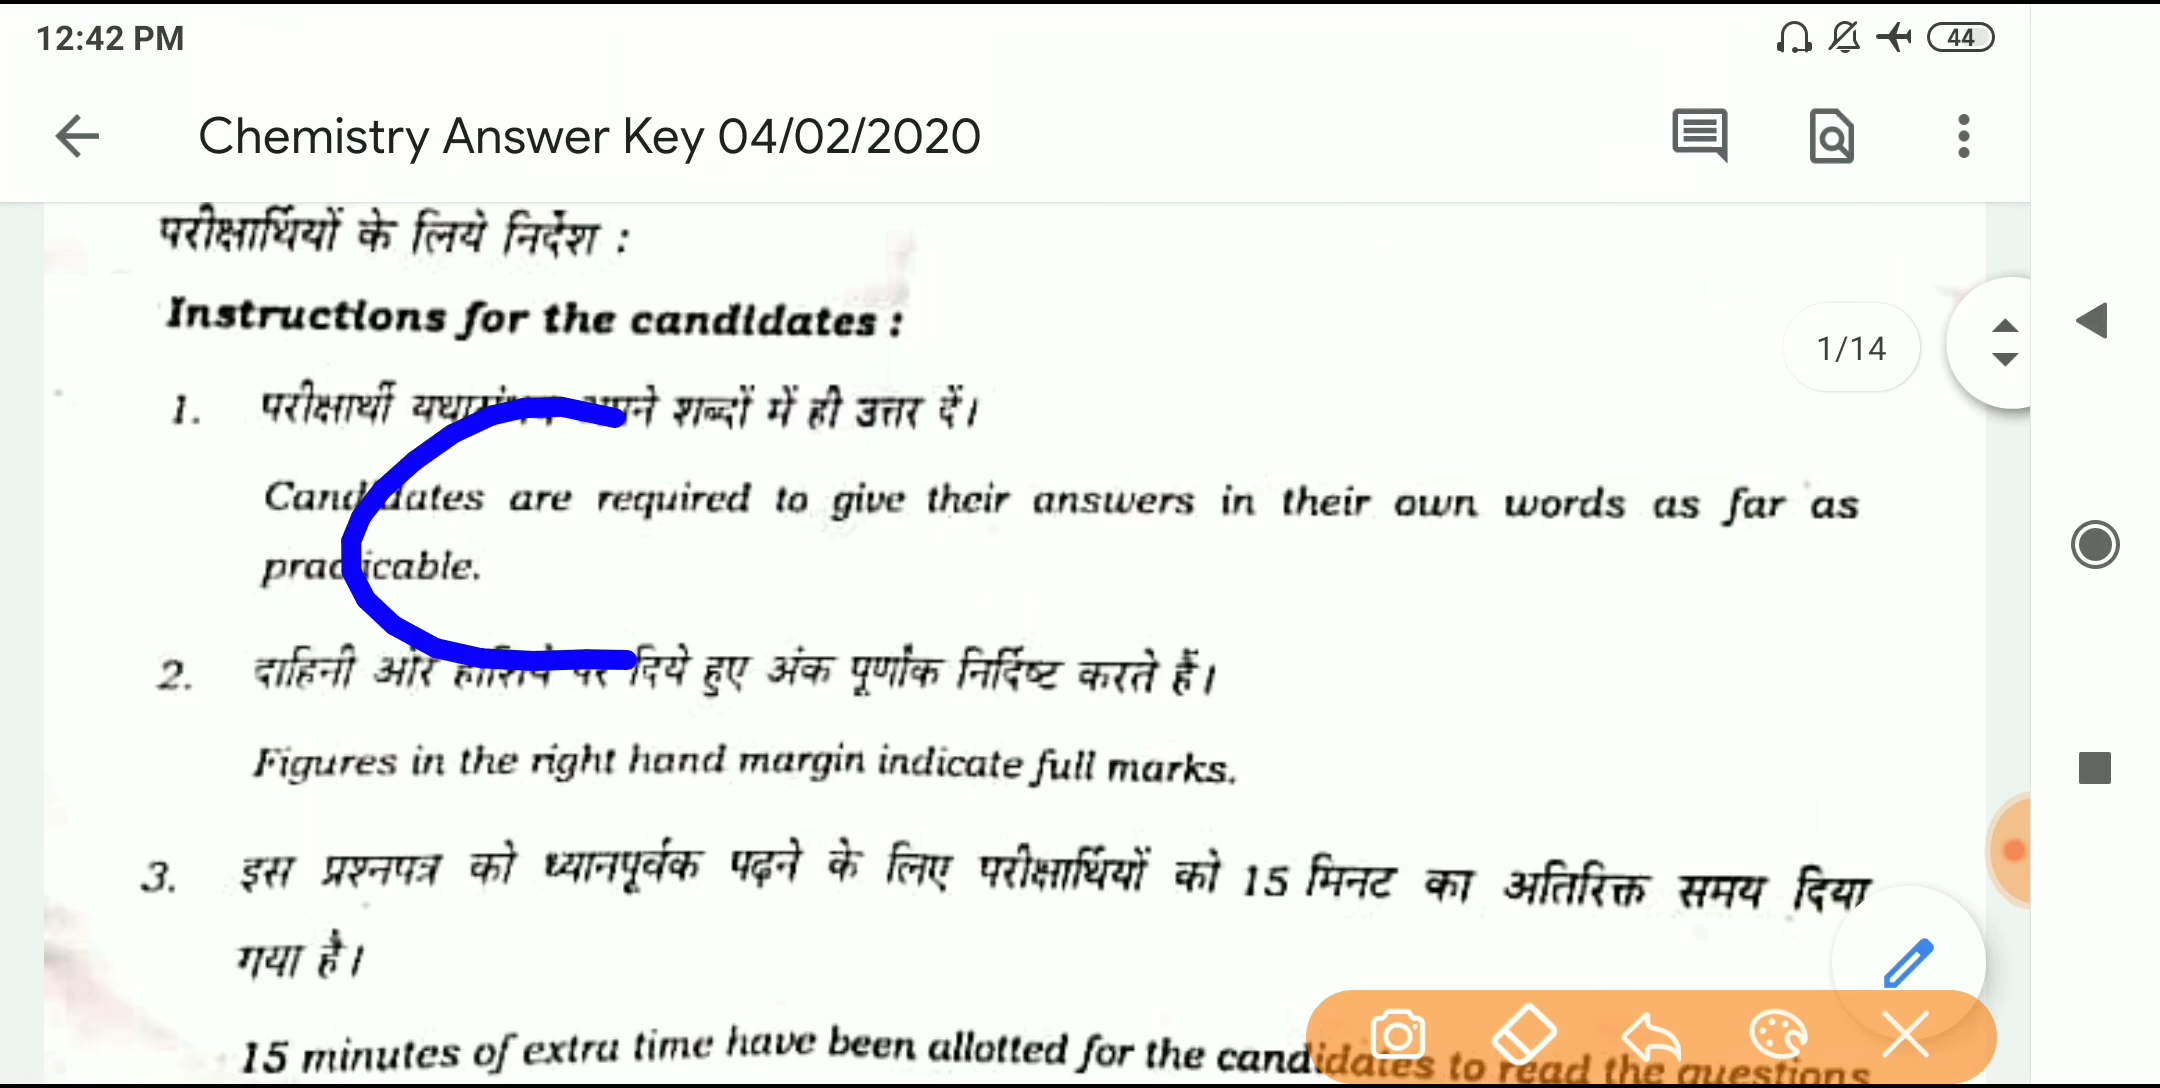 12:42 PM
44
Chemistry Answer Key 04/02/2020
परीक्षार्थियों के लिये निर्देश :
Instructions for the candidates :
1/14
1. परीक्षार्थी यथासंभव अपने शब्दों में ही उत्तर दें।
Candidates are required to give their answers in their own words as far as
practicable.
2. दाहिनी ओर हाशिये पर दिये हुए अंक पूर्णांक निर्दिष्ट करते हैं।
Figures in the right hand margin indicate full marks.
3. इस प्रश्नपत्र को ध्यानपूर्वक पढ़ने के लिए परीक्षार्थियों को 15 मिनट का अतिरिक्त समय दिया
गया है।
15 minutes of extra time have been allotted for the candidates to read the questions